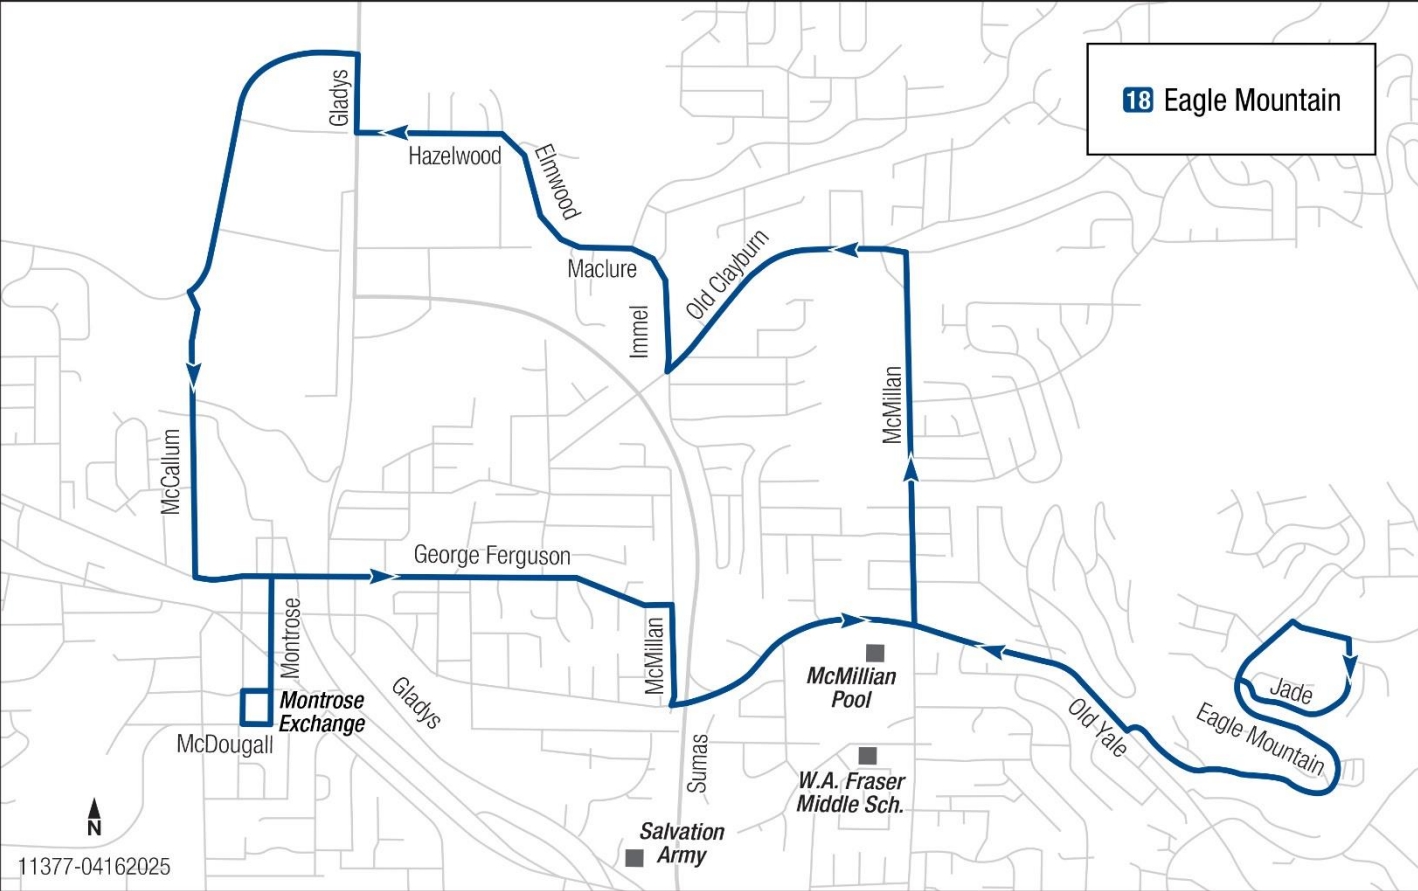 18 Eagle Mountain
Gladys
Hazelwood
Elmwood
Maclure
Old Clayburn
Immel
McMillan
McCallum
George Ferguson
Montrose
McMillan
McMillian
Pool
Jade
Eagle Mountain
Old Yale
Gladys
Montrose
Exchange
McDougall
Sumas
W.A. Fraser
Middle Sch.
Salvation
Army
N
11377-04162025